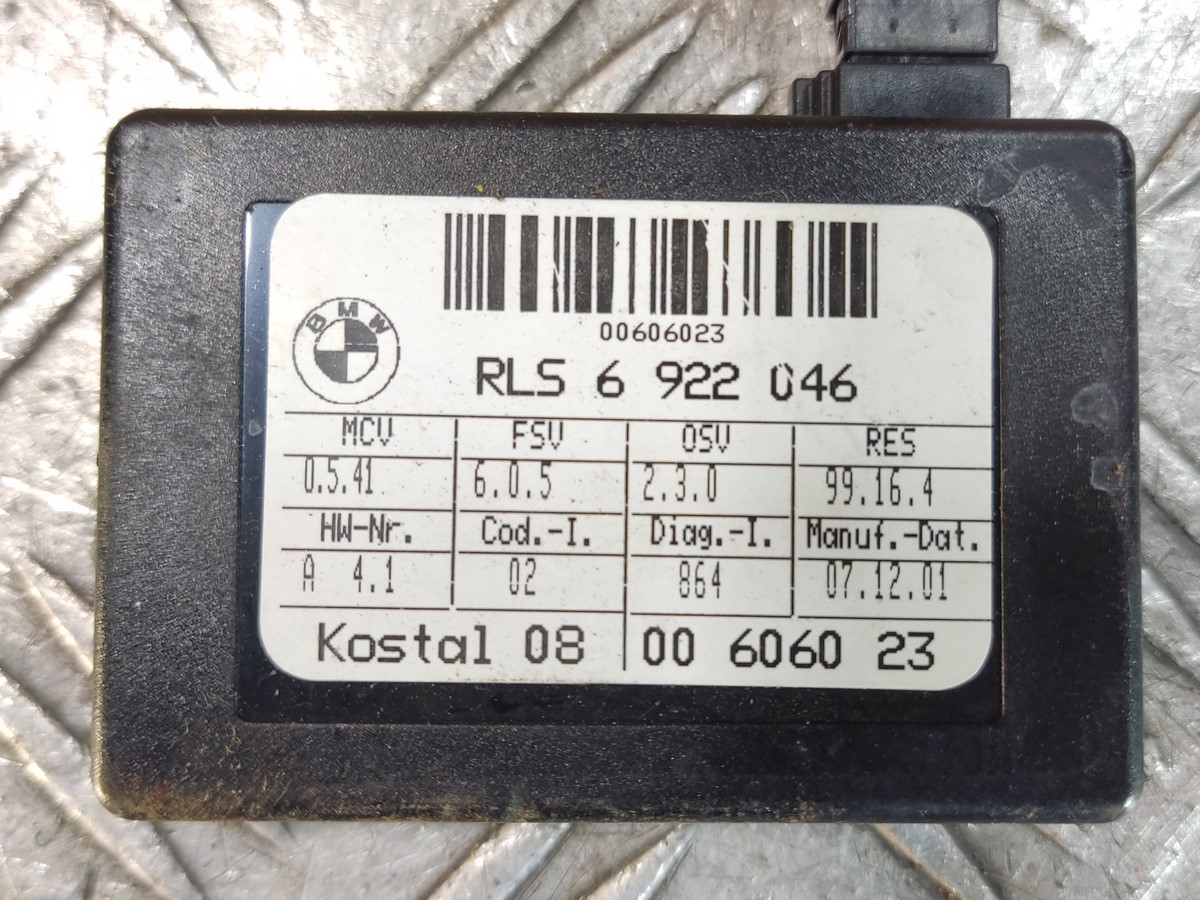 00606023
BMW
RLS 6 922 046
MCV FSV OSV RES
0.5.41 6.0.5 2.3.0 99.16.4
HW-Nr. Cod.-I. Diag.-I. Manuf.-Dat.
A 4.1 02 864 07.12.01
Kostal 08 00 6060 23